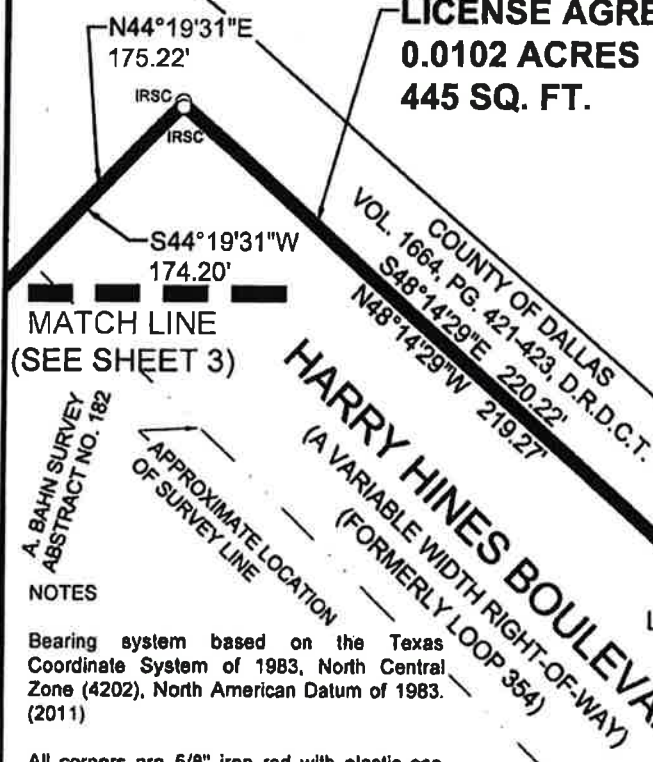 N44°19'31"E
175.22'
LICENSE
0.0102 ACRES
445 SQ. FT.
IRSC
IRSC
S44°19'31"W
174.20'
MATCH LINE
(SEE SHEET 3)
COUNTY OF DALLAS
VOL. 1664, PG. 421-423, D.R.D.C.T.
S48°14'29"E 220.22'
N48°14'29"W 219.27'
HARRY HINES
(A VARIABLE WIDTH RIGHT-OF-WAY)
(FORMERLY LOOP 354)
A. BAHN SURVEY
ABSTRACT NO. 182
APPROXIMATE LOCATION
OF SURVEY LINE
NOTES
Bearing system based on the Texas
Coordinate System of 1983, North Central
Zone (4202), North American Datum of 1983.
(2011)
All corners are 5/8" iron rod with plastic cap